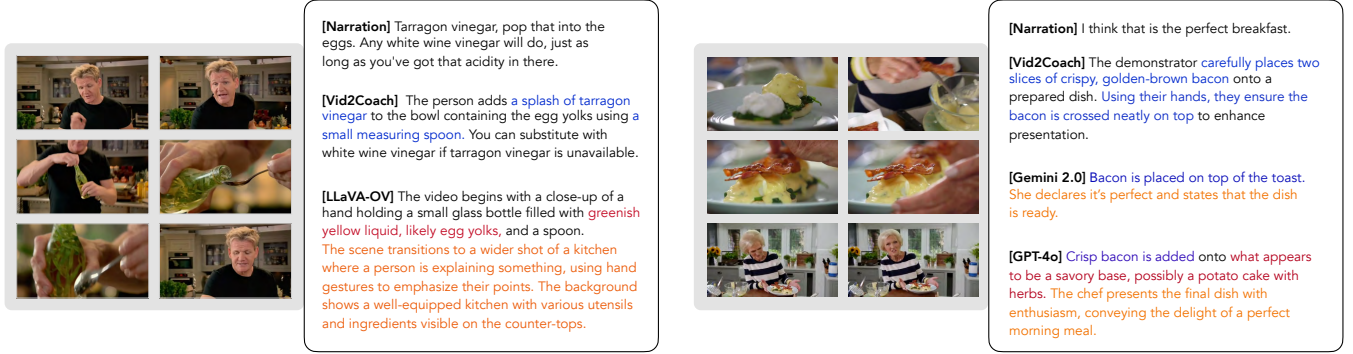 [Narration] Tarragon vinegar, pop that into the
eggs. Any white wine vinegar will do, just as
long as you've got that acidity in there.
[Vid2Coach] The person adds a splash of tarragon
vinegar to the bowl containing the egg yolks using a
small measuring spoon. You can substitute with
white wine vinegar if tarragon vinegar is unavailable.
[LLaVA-OV] The video begins with a close-up of a
hand holding a small glass bottle filled with greenish
yellow liquid, likely egg yolks, and a spoon.
The scene transitions to a wider shot of a kitchen
where a person is explaining something, using hand
gestures to emphasize their points. The background
shows a well-equipped kitchen with various utensils
and ingredients visible on the counter-tops.
[Narration] I think that is the perfect breakfast.
[Vid2Coach] The demonstrator carefully places two
slices of crispy, golden-brown bacon onto a
prepared dish. Using their hands, they ensure the
bacon is crossed neatly on top to enhance
presentation.
[Gemini 2.0] Bacon is placed on top of the toast.
She declares it's perfect and states that the dish
is ready.
[GPT-4o] Crisp bacon is added onto what appears
to be a savory base, possibly a potato cake with
herbs. The chef presents the final dish with
enthusiasm, conveying the delight of a perfect
morning meal.